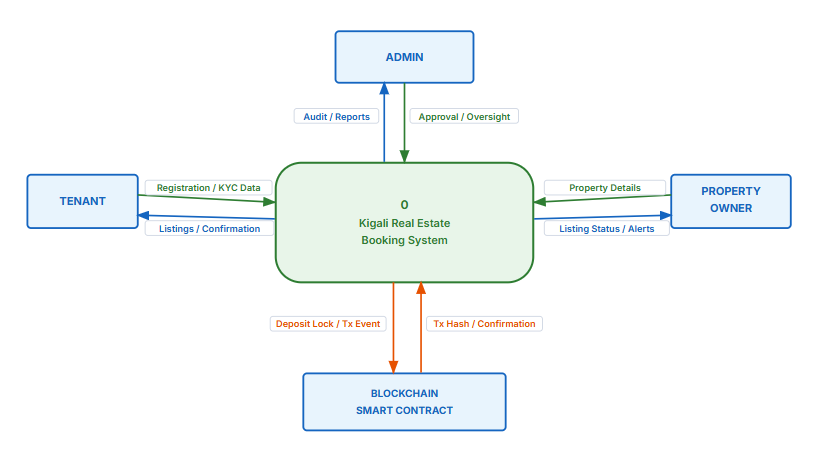 ADMIN
Audit / Reports
Approval / Oversight
Registration / KYC Data
Property Details
TENANT
0
Kigali Real Estate
Booking System
PROPERTY
OWNER
Listings / Confirmation
Listing Status / Alerts
Deposit Lock / Tx Event
Tx Hash / Confirmation
BLOCKCHAIN
SMART CONTRACT